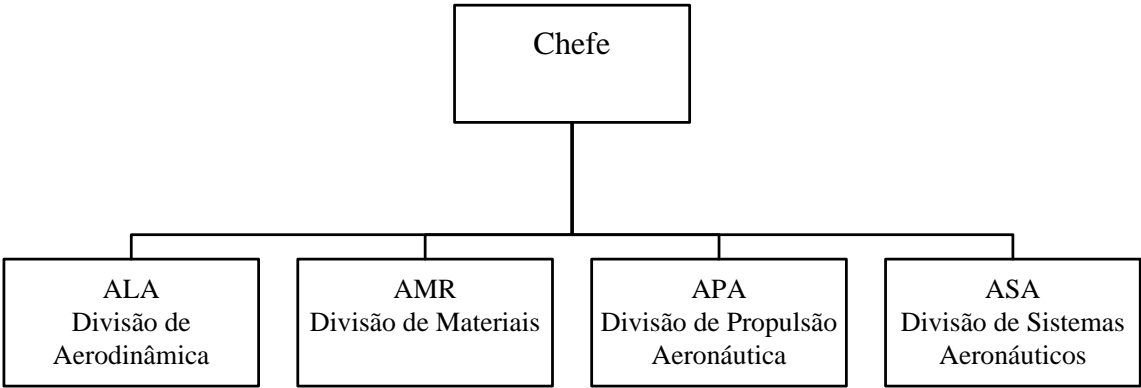 Chefe
ALA
Divisão de
Aerodinâmica
AMR
Divisão de Materiais
APA
Divisão de Propulsão
Aeronáutica
ASA
Divisão de Sistemas
Aeronáuticos